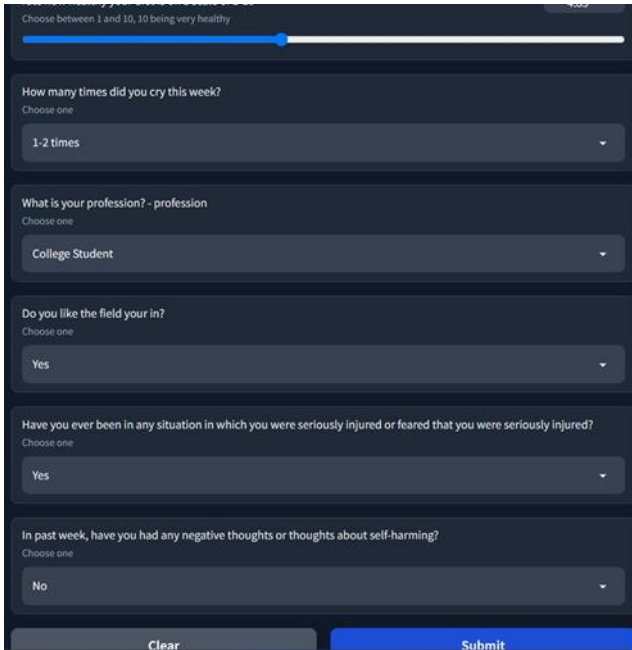 Choose between 1 and 10, 10 being very healthy
How many times did you cry this week?
Choose one
1-2 times
What is your profession? - profession
Choose one
College Student
Do you like the field your in?
Choose one
Yes
Have you ever been in any situation in which you were seriously injured or feared that you were seriously injured?
Choose one
Yes
In past week, have you had any negative thoughts or thoughts about self-harming?
Choose one
No
Clear Submit